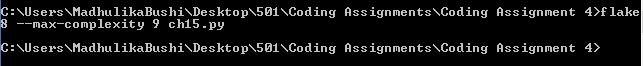 C:\Users\MadhulikaBushi\Desktop\501\Coding Assignments\Coding Assignment 4>flake
8 --max-complexity 9 ch15.py
C:\Users\MadhulikaBushi\Desktop\501\Coding Assignments\Coding Assignment 4>